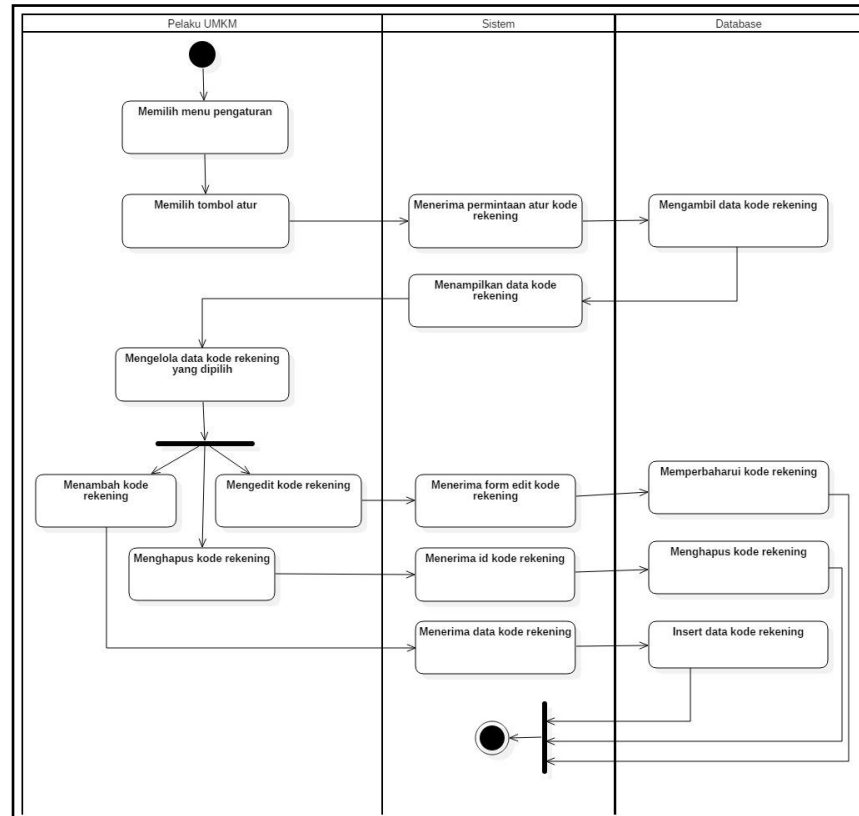 Pelaku UMKM
Sistem
Database
Memilih menu pengaturan
Memilih tombol atur
Menerima permintaan atur kode
rekening
Mengambil data kode rekening
Menampilkan data kode
rekening
Mengelola data kode rekening
yang dipilih
Menambah kode
rekening
Mengedit kode rekening
Menerima form edit kode
rekening
Memperbaharui kode rekening
Menghapus kode rekening
Menerima id kode rekening
Menghapus kode rekening
Menerima data kode rekening
Insert data kode rekening